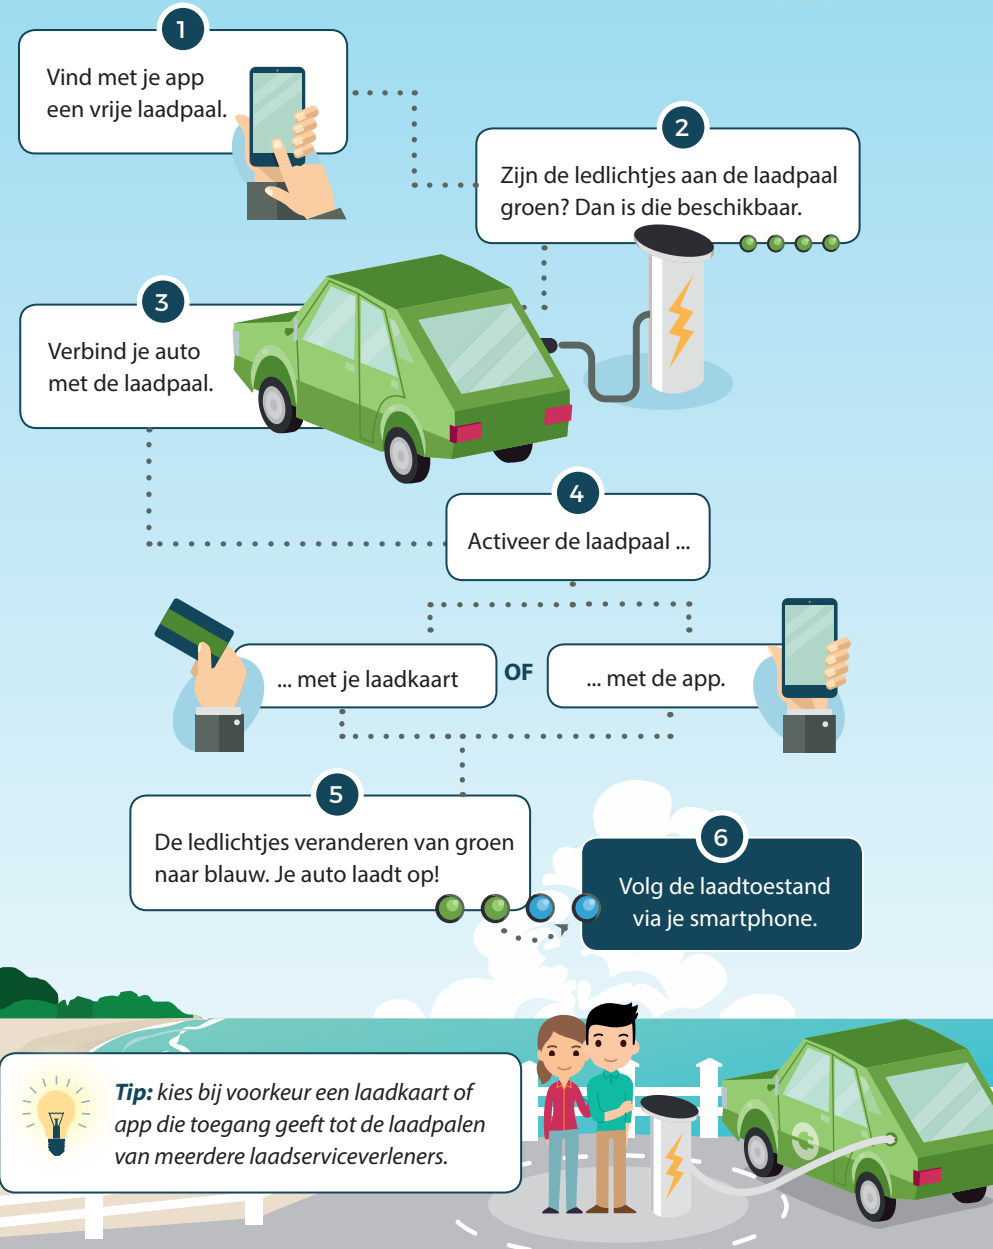 1
Vind met je app
een vrije laadpaal.
2
Zijn de ledlichtjes aan de laadpaal
groen? Dan is die beschikbaar.
3
Verbind je auto
met de laadpaal.
4
Activeer de laadpaal ...
... met je laadkaart
OF
... met de app.
5
De ledlichtjes veranderen van groen
naar blauw. Je auto laadt op!
6
Volg de laadtoestand
via je smartphone.
Tip: kies bij voorkeur een laadkaart of
app die toegang geeft tot de laadpalen
van meerdere laadserviceverleners.